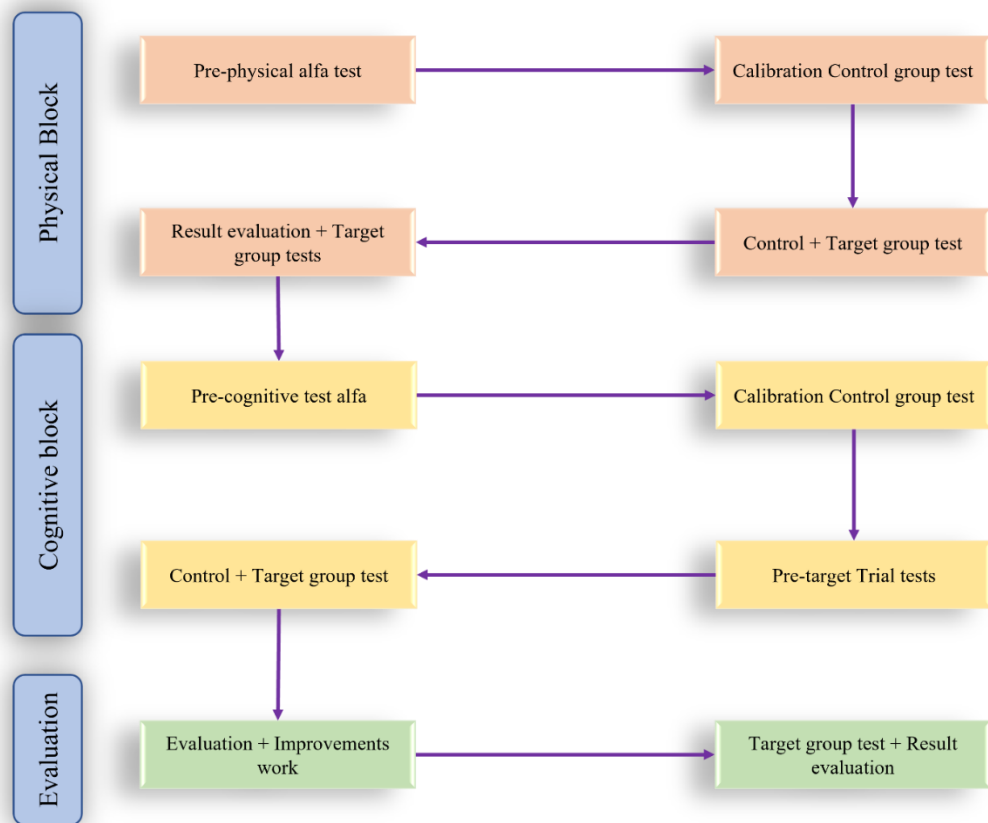 Physical Block
Pre-physical alfa test
Calibration Control group test
Result evaluation + Target
group tests
Control + Target group test
Cognitive block
Pre-cognitive test alfa
Calibration Control group test
Control + Target group test
Pre-target Trial tests
Evaluation
Evaluation + Improvements
work
Target group test + Result
evaluation